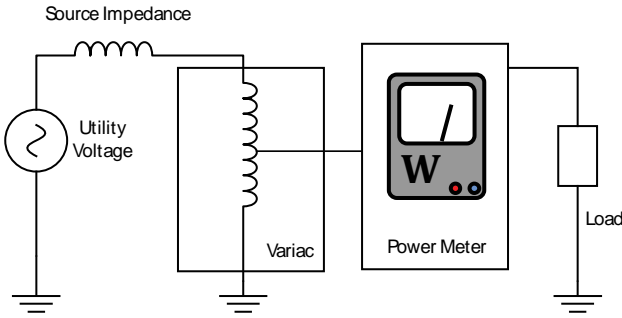 Source Impedance
Utility
Voltage
Variac
W
Power Meter
Load